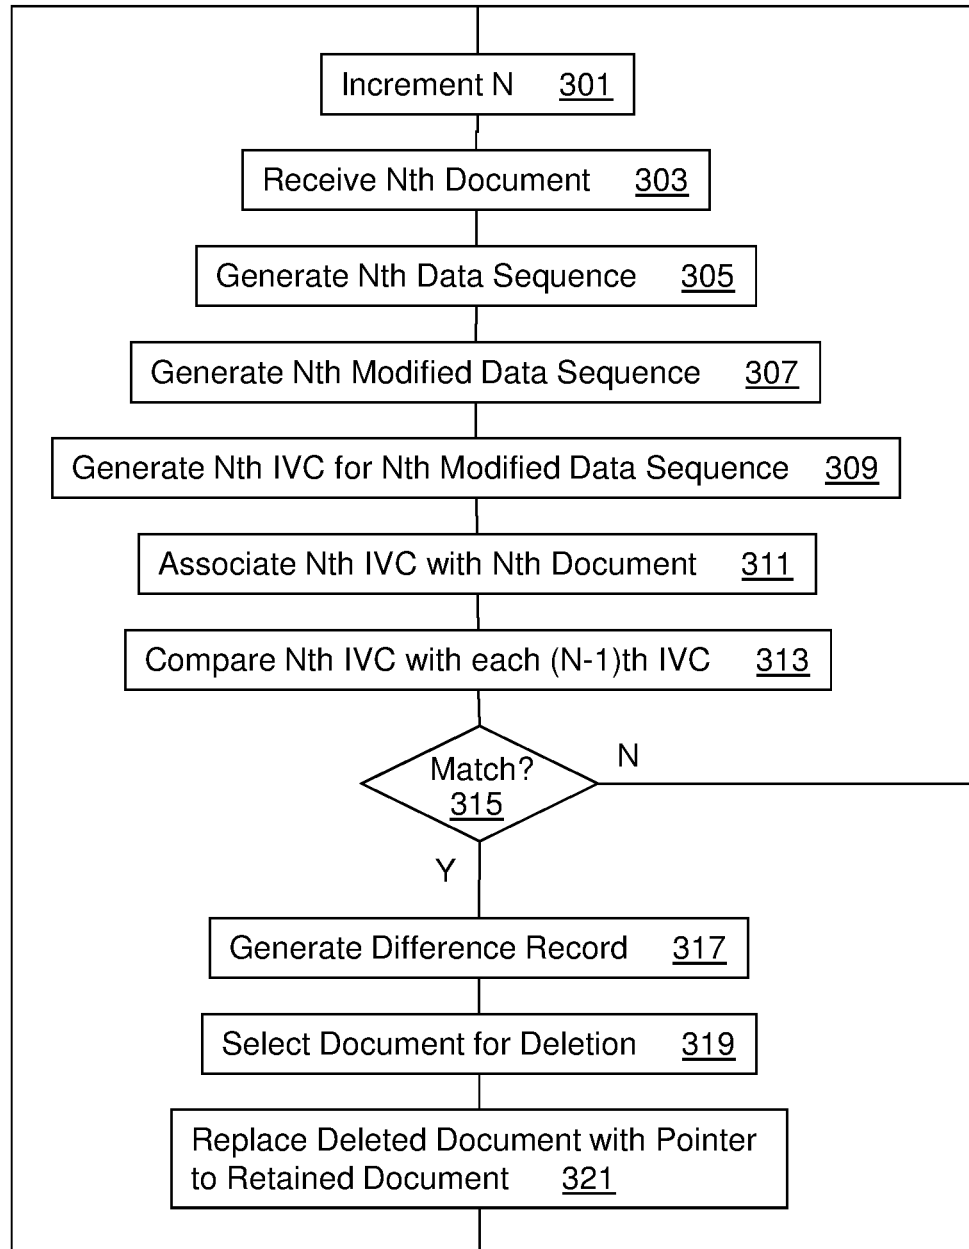 Increment N 301
Receive Nth Document 303
Generate Nth Data Sequence 305
Generate Nth Modified Data Sequence 307
Generate Nth IVC for Nth Modified Data Sequence 309
Associate Nth IVC with Nth Document 311
Compare Nth IVC with each (N-1)th IVC 313
Match?
315
N
Y
Generate Difference Record 317
Select Document for Deletion 319
Replace Deleted Document with Pointer
to Retained Document 321